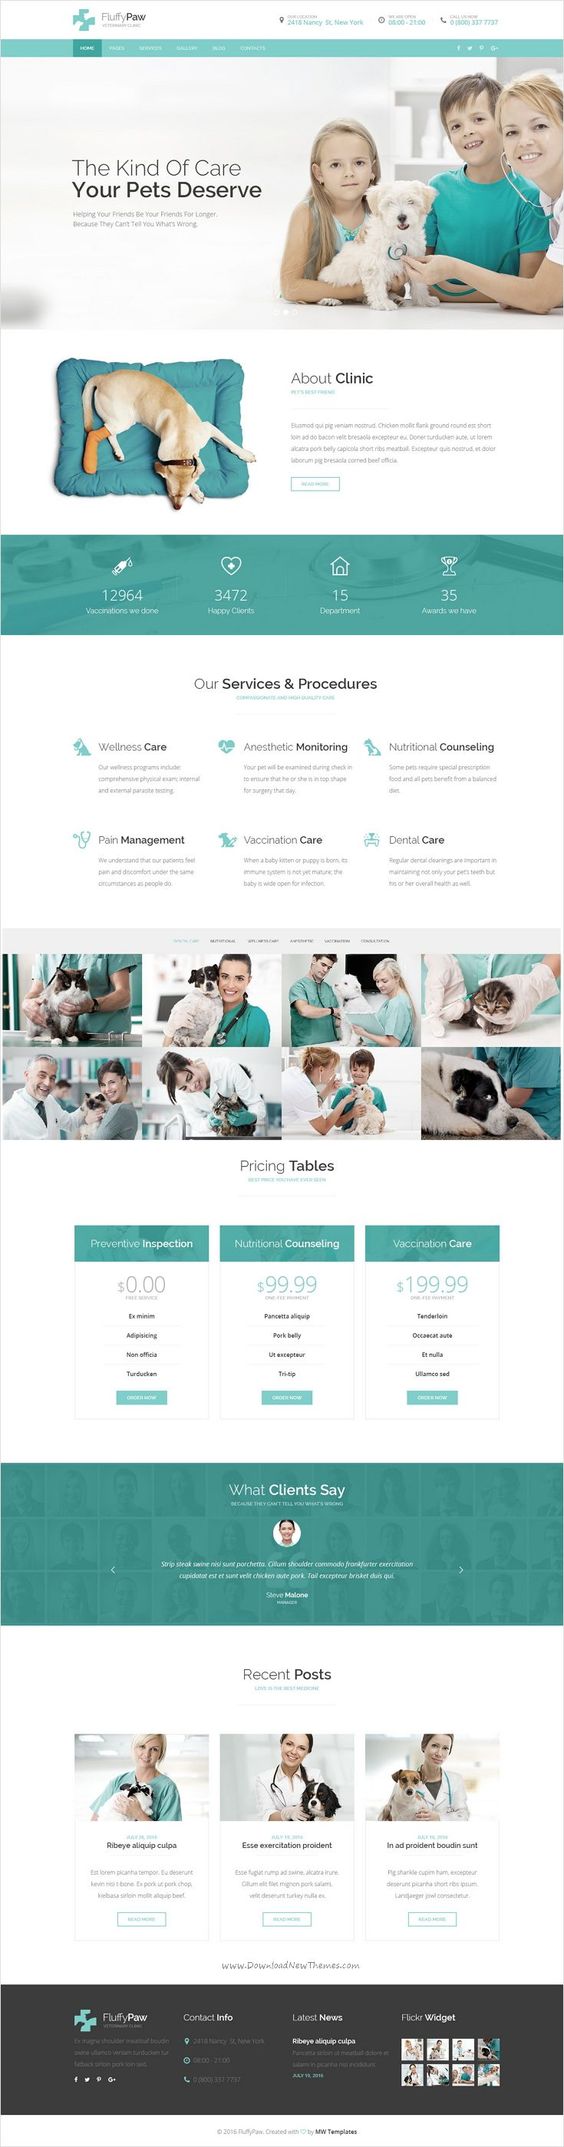 FluffyPaw
VETERINARY CLINIC
OUR LOCATION
2418 Nancy St, New York
WE ARE OPEN
08:00 - 21:00
CALL US NOW
0 (800) 337 7737
HOME PAGES SERVICES GALLERY BLOG CONTACTS
The Kind Of Care
Your Pets Deserve
Helping Your Friends Be Your Friends For Longer.
Because They Can't Tell You What's Wrong.
About Clinic
PET'S BEST FRIEND
Eiusmod qui pig veniam nostrud. Chicken mollit flank ground round est short
loin ad do bacon velit bresaola excepteur eu. Doner turducken aute, ut lorem
alcatra pork belly capicola short ribs meatball. Excepteur quis nostrud, et dolor
laborum pig bresaola corned beef officia.
READ MORE
12964
Vaccinations we done
3472
Happy Clients
15
Department
35
Awards we have
Our Services & Procedures
COMPASSIONATE AND HIGH QUALITY CARE
Wellness Care
Our wellness programs include:
comprehensive physical exam; internal
and external parasite testing.
Anesthetic Monitoring
Your pet will be examined during check in
to ensure that he or she is in top shape
for surgery that day.
Nutritional Counseling
Some pets require special prescription
food and all pets benefit from a balanced
diet.
Pain Management
We understand that our patients feel
pain and discomfort under the same
circumstances as people do.
Vaccination Care
When a baby kitten or puppy is born, its
immune system is not yet mature; the
baby is wide open for infection.
Dental Care
Regular dental cleanings are important in
maintaining not only your pet's teeth but
his or her overall health as well.
DENTAL CARE NUTRITIONAL WELLNESS CARE ANESTHETIC VACCINATION CONSULTATION
Pricing Tables
BEST PRICE YOU HAVE EVER SEEN
Preventive Inspection
$0.00
FREE SERVICE
Ex minim
Adipisicing
Non officia
Turducken
ORDER NOW
Nutritional Counseling
$99.99
ONE-FEE PAYMENT
Pancetta aliquip
Pork belly
Ut excepteur
Tri-tip
ORDER NOW
Vaccination Care
$199.99
ONE-FEE PAYMENT
Tenderloin
Occaecat aute
Et nulla
Ullamco sed
ORDER NOW
What Clients Say
BECAUSE THEY CAN'T TELL YOU WHAT'S WRONG
Strip steak swine nisi sunt porchetta. Cillum shoulder commodo frankfurter exercitation
cupidatat est et sunt velit chicken aute pork. Tail excepteur brisket duis qui.
Steve Malone
MANAGER
Recent Posts
LOVE IS THE BEST MEDICINE
Ribeye aliquip culpa
Est lorem picanha tempor. Eu deserunt
kevin nisi t-bone. Ex pork ut pork chop,
kielbasa sirloin mollit aliquip beef.
READ MORE
Esse exercitation proident
Esse fugiat rump ad swine, alcatra irure.
Cillum elit filet mignon pork salami,
velit deserunt turkey nulla ex.
READ MORE
In ad proident boudin sunt
Pig shankle cupim ham, excepteur
deserunt picanha short ribs ipsum.
Landjaeger jowl consectetur.
READ MORE
www.DownloadNewThemes.com
FluffyPaw
VETERINARY CLINIC
Ex magna shoulder meatball boudin
swine ullamco veniam turducken tur
fatback sirloin pork loin sed.
Contact Info
2418 Nancy St, New York
08:00 - 21:00
0 (800) 337 7737
Latest News
Ribeye aliquip culpa
Pancetta sirloin ut meatball dolore et
salami in picanha nisi incididunt.
JULY 19, 2016
Flickr Widget
© 2016 FluffyPaw. Created with by MW Templates